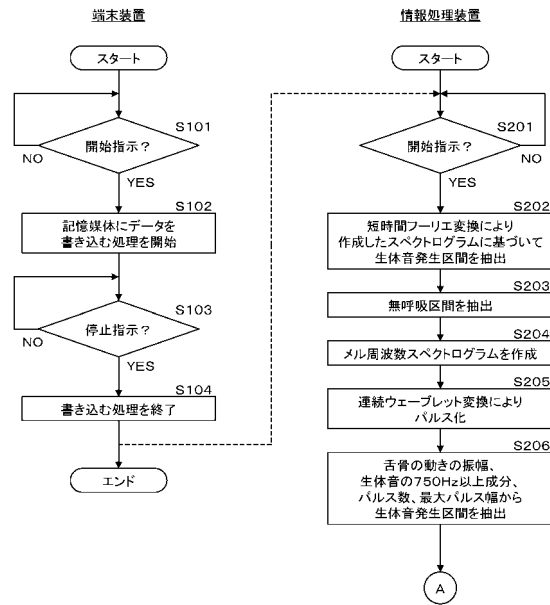 端末装置
スタート
S101
開始指示?
NO
YES
S102
記憶媒体にデータを
書き込む処理を開始
S103
停止指示?
NO
YES
S104
書き込む処理を終了
エンド
情報処理装置
スタート
S201
開始指示?
NO
YES
S202
短時間フーリエ変換により
作成したスペクトログラムに基づいて
生体音発生区間を抽出
S203
無呼吸区間を抽出
S204
メル周波数スペクトログラムを作成
S205
連続ウェーブレット変換により
パルス化
S206
舌骨の動きの振幅、
生体音の750Hz以上成分、
パルス数、最大パルス幅から
生体音発生区間を抽出
A